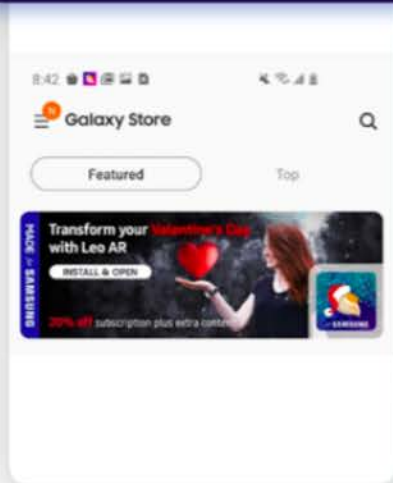 8:42
N
Galaxy Store
Featured
Top
MADE for SAMSUNG
Transform your Valentine's Day
with Leo AR
INSTALL & OPEN
20% off subscription plus extra content
SAMSUNG